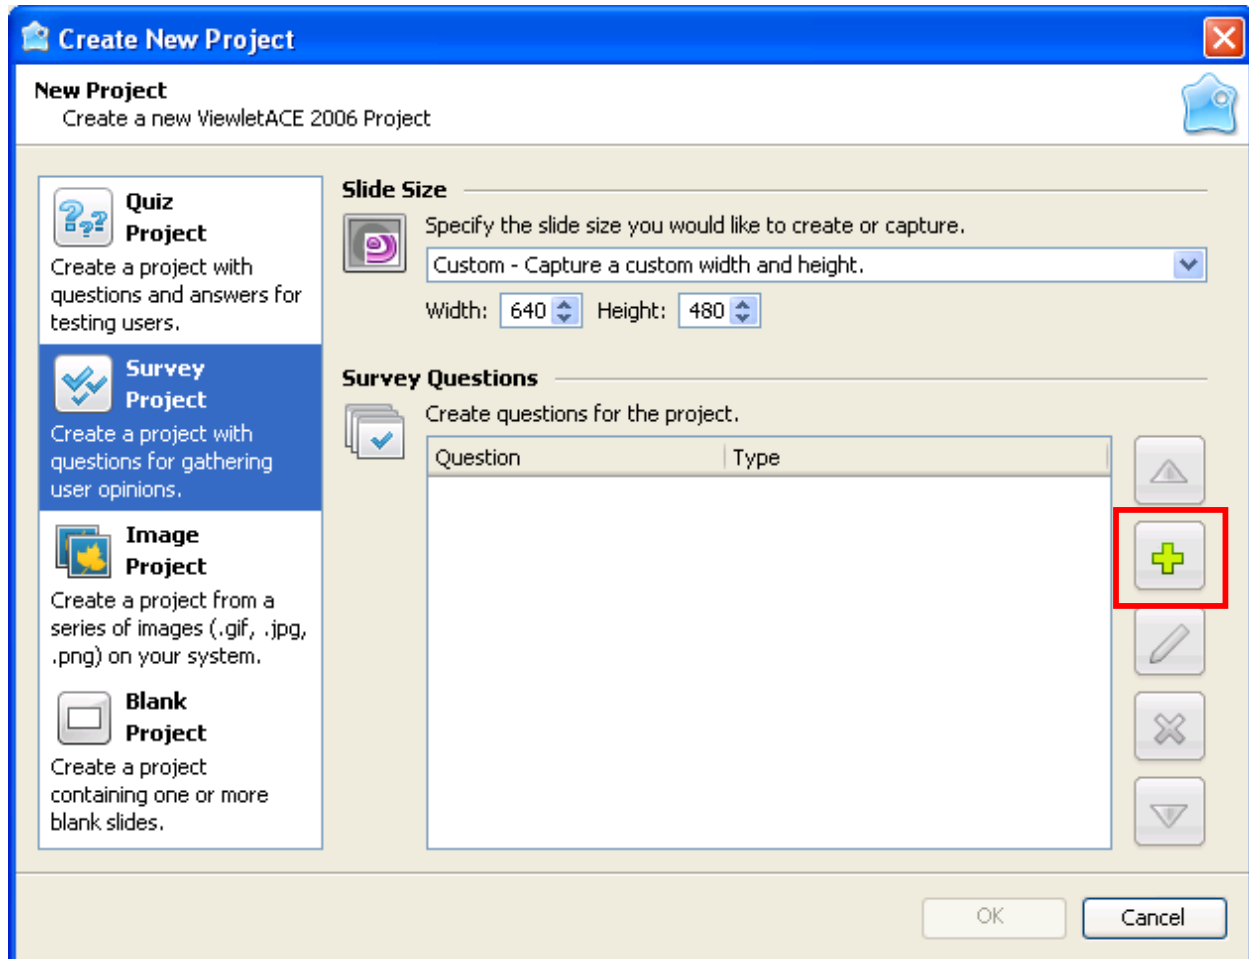 Create New Project
New Project
Create a new ViewletACE 2006 Project
Quiz
Project
Create a project with
questions and answers for
testing users.
Survey
Project
Create a project with
questions for gathering
user opinions.
Image
Project
Create a project from a
series of images (.gif, .jpg,
.png) on your system.
Blank
Project
Create a project
containing one or more
blank slides.
Slide Size
Specify the slide size you would like to create or capture.
Custom - Capture a custom width and height.
Width: 640 Height: 480
Survey Questions
Create questions for the project.
Question Type
OK Cancel